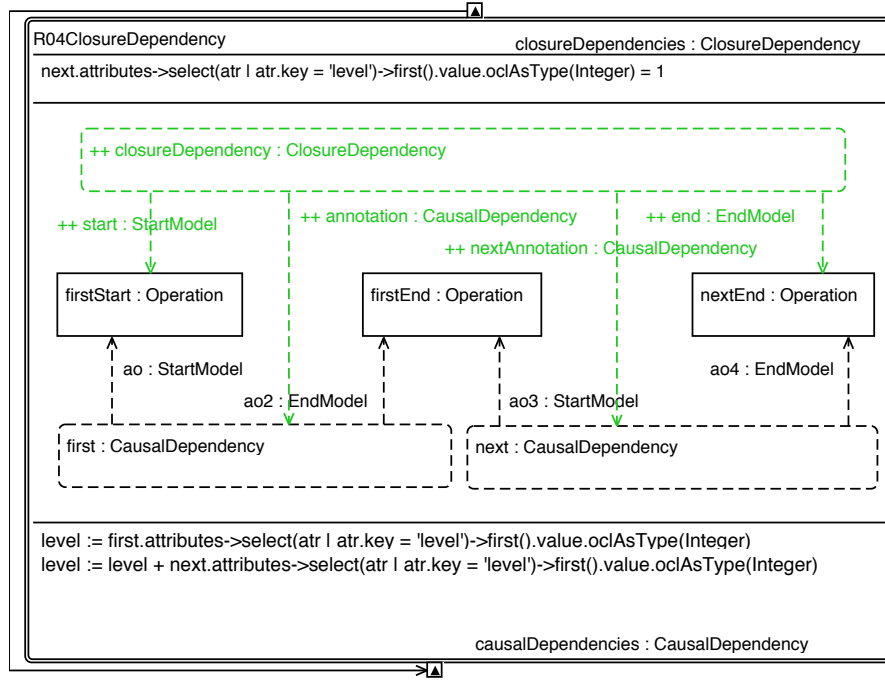 R04ClosureDependency
closureDependencies : ClosureDependency
next.attributes->select(atr | atr.key = 'level')->first().value.oclAsType(Integer) = 1
++ closureDependency : ClosureDependency
++ start : StartModel
++ annotation : CausalDependency
++ end : EndModel
++ nextAnnotation : CausalDependency
firstStart : Operation
firstEnd : Operation
nextEnd : Operation
ao : StartModel
ao4 : EndModel
ao2 : EndModel
ao3 : StartModel
first : CausalDependency
next : CausalDependency
level := first.attributes->select(atr | atr.key = 'level')->first().value.oclAsType(Integer)
level := level + next.attributes->select(atr | atr.key = 'level')->first().value.oclAsType(Integer)
causalDependencies : CausalDependency